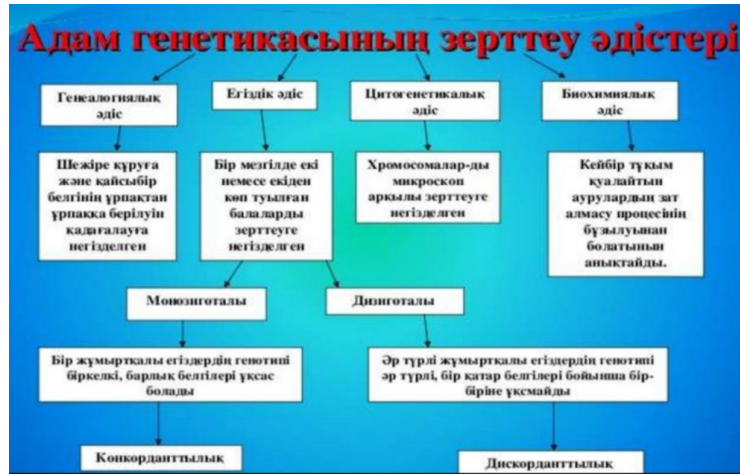 Адам генетикасының зерттеу әдістері
Генеалогиялық
әдіс
Егіздік әдіс
Цитогенетикалық
әдіс
Биохимиялық
әдіс
Шежіре құруға
және қайсыбір
белгінің ұрпақтан
ұрпаққа берілуін
қадағалауға
негізделген
Бір мезгілде екі
немесе екіден
көп туылған
балаларды
зерттеуге
негізделген
Хромосомалар-ды
микроскоп
арқылы зерттеуге
негізделген
Кейбір тұқым
қуалайтын
аурулардың зат
алмасу процесінің
бұзылуынан
болатынын
анықтайды.
Монозиготалы
Дизиготалы
Бір жұмыртқалы егіздердің генотипі
біркелкі, барлық белгілері ұқсас
болады
Әр түрлі жұмыртқалы егіздердің генотипі
әр түрлі, бір қатар белгілері бойынша бір-
біріне ұқсмайды
Конкорданттылық
Дискорданттылық